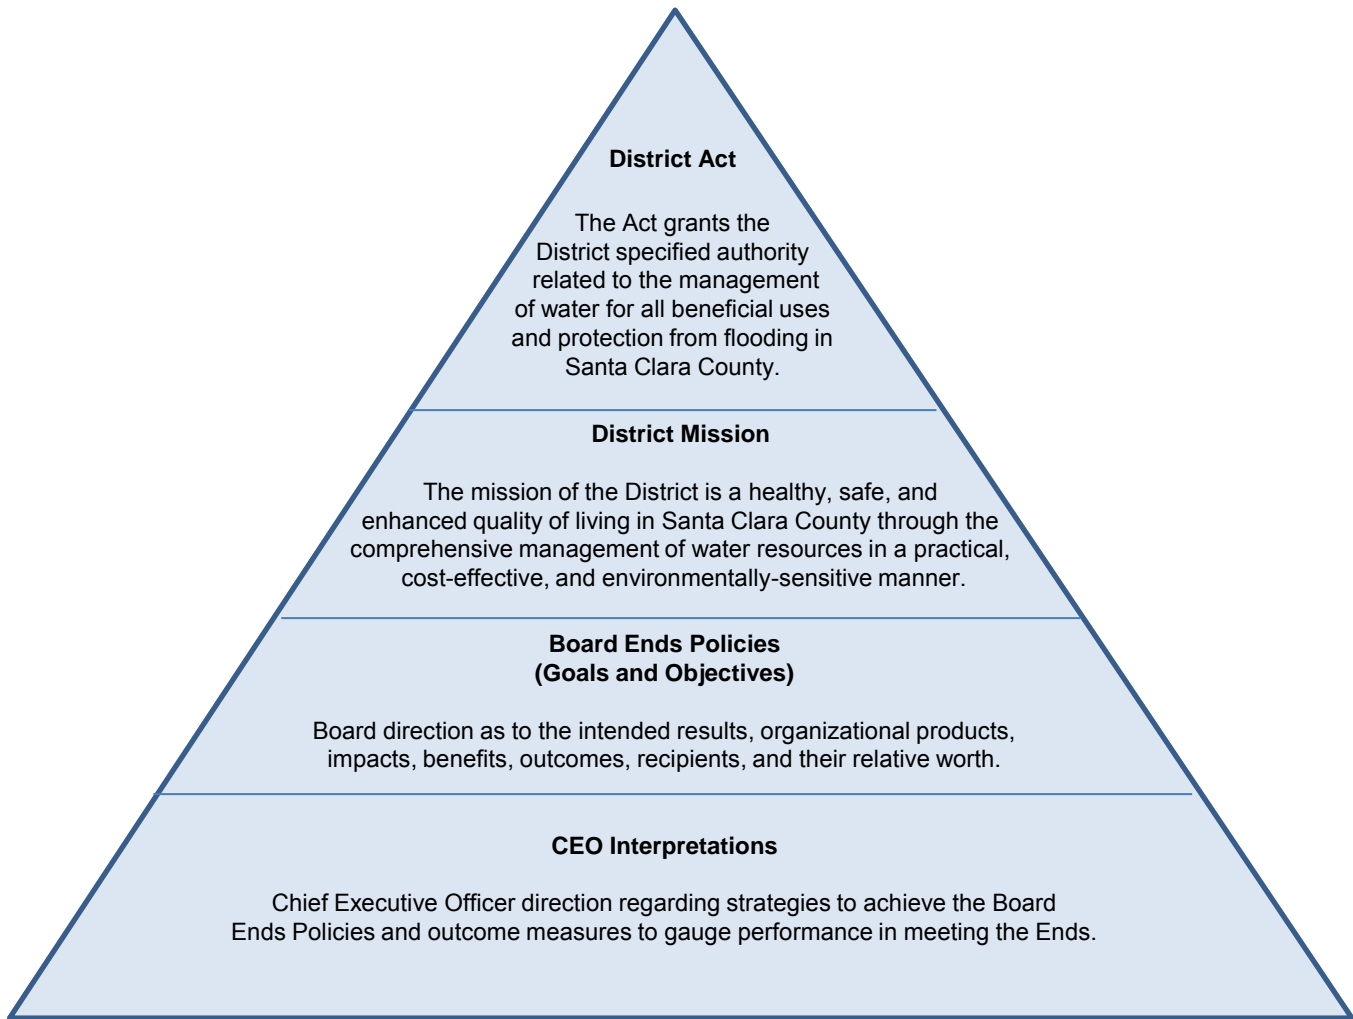 District Act
The Act grants the
District specified authority
related to the management
of water for all beneficial uses
and protection from flooding in
Santa Clara County.
District Mission
The mission of the District is a healthy, safe, and
enhanced quality of living in Santa Clara County through the
comprehensive management of water resources in a practical,
cost-effective, and environmentally-sensitive manner.
Board Ends Policies
(Goals and Objectives)
Board direction as to the intended results, organizational products,
impacts, benefits, outcomes, recipients, and their relative worth.
CEO Interpretations
Chief Executive Officer direction regarding strategies to achieve the Board
Ends Policies and outcome measures to gauge performance in meeting the Ends.